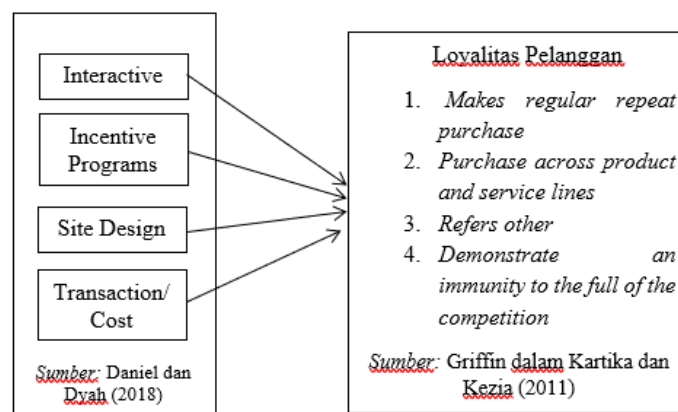 Interactive
Incentive
Programs
Site Design
Transaction/
Cost
Sumber: Daniel dan
Dyah (2018)
Loyalitas Pelanggan
1. Makes regular repeat
purchase
2. Purchase across product
and service lines
3. Refers other
4. Demonstrate an
immunity to the full of the
competition
Sumber: Griffin dalam Kartika dan
Kezia (2011)